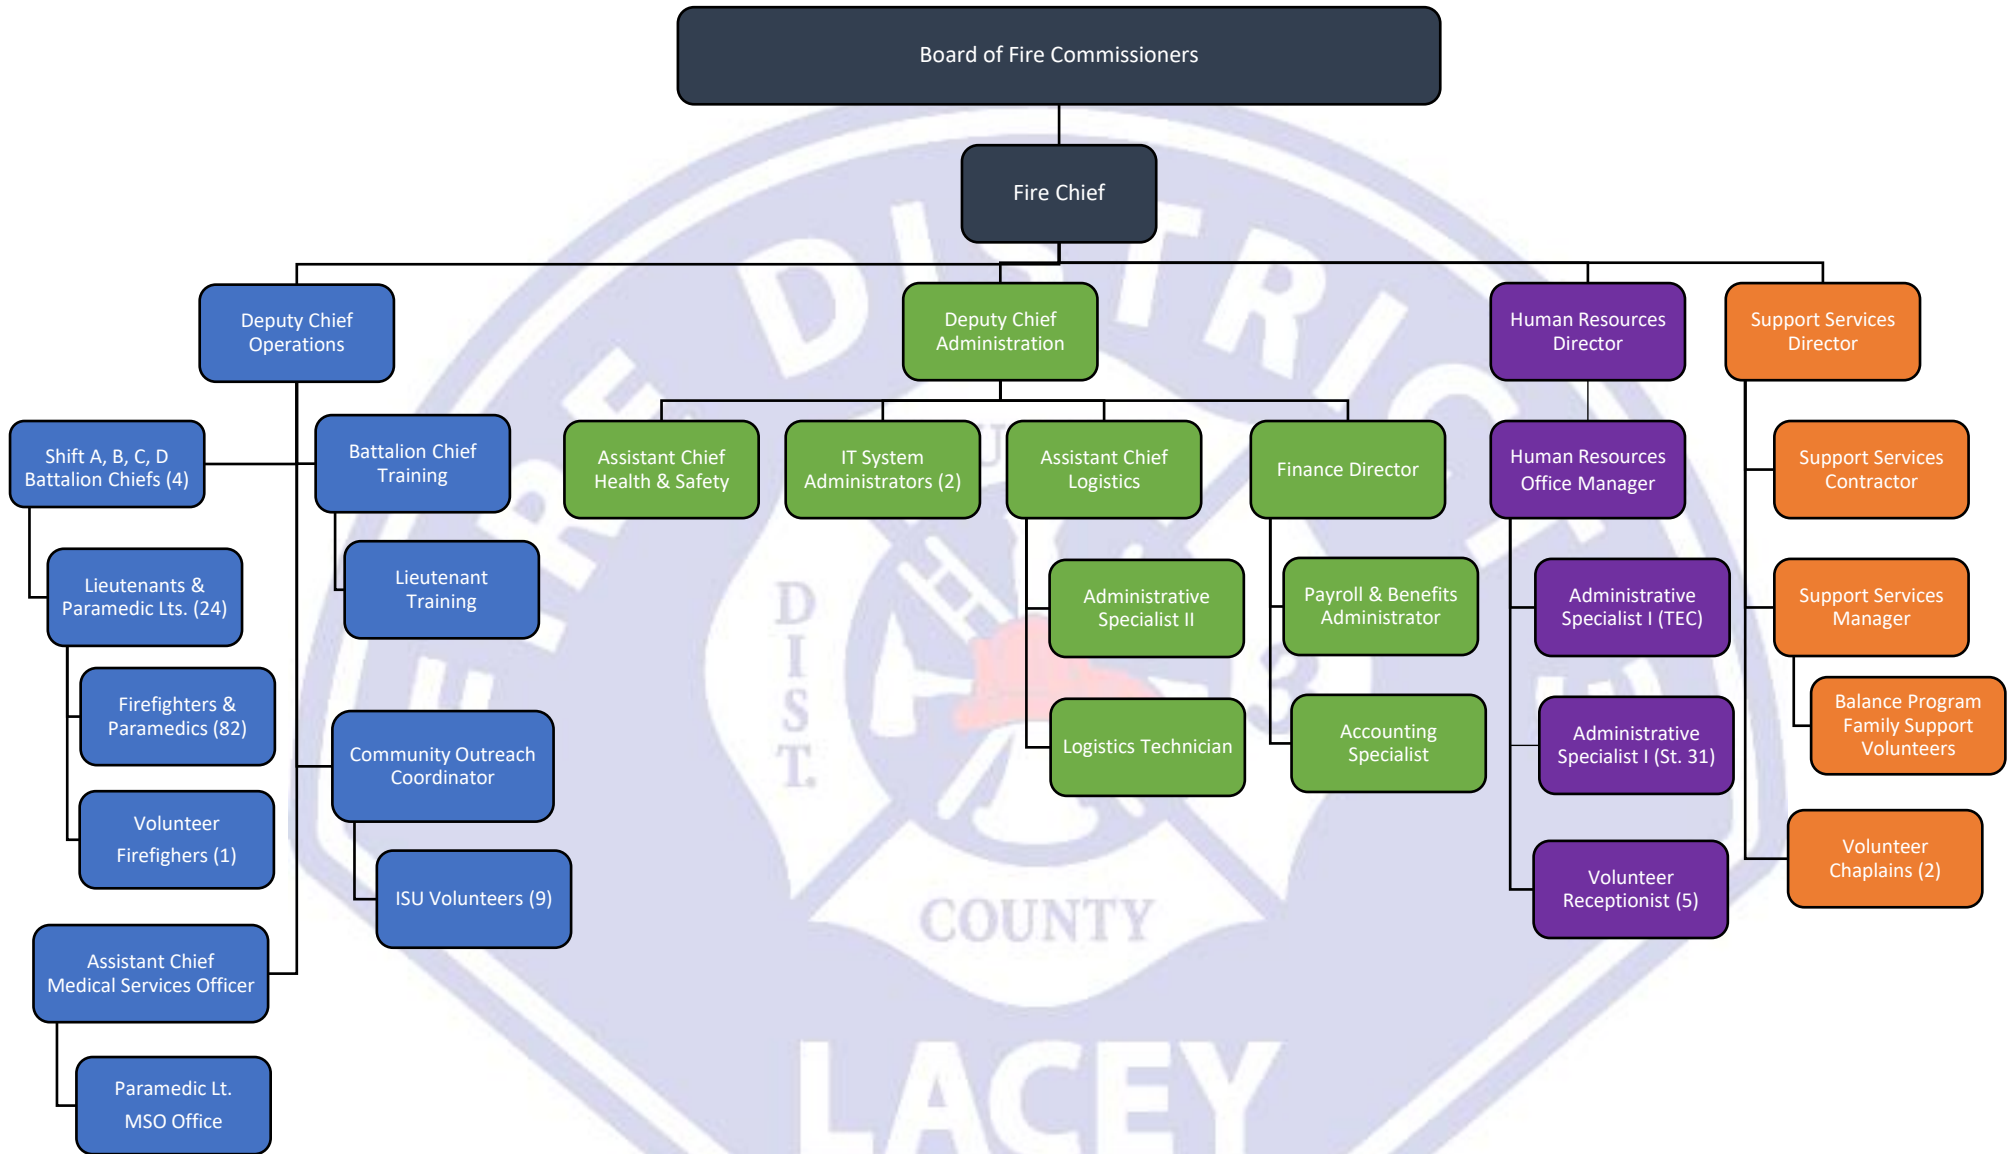 Board of Fire Commissioners
Fire Chief
Deputy Chief
Operations
Deputy Chief
Administration
Human Resources
Director
Support Services
Director
Shift A, B, C, D
Battalion Chiefs (4)
Battalion Chief
Training
Lieutenants &
Paramedic Lts. (24)
Lieutenant
Training
Firefighters &
Paramedics (82)
Volunteer
Firefighers (1)
Community Outreach
Coordinator
ISU Volunteers (9)
Assistant Chief
Medical Services Officer
Paramedic Lt.
MSO Office
Assistant Chief
Health & Safety
IT System
Administrators (2)
Assistant Chief
Logistics
Finance Director
Administrative
Specialist II
Logistics Technician
Payroll & Benefits
Administrator
Accounting
Specialist
Human Resources
Office Manager
Administrative
Specialist I (TEC)
Administrative
Specialist I (St. 31)
Volunteer
Receptionist (5)
Support Services
Contractor
Support Services
Manager
Balance Program
Family Support
Volunteers
Volunteer
Chaplains (2)
FIRE DISTRICT
DIST.
3
COUNTY
LACEY